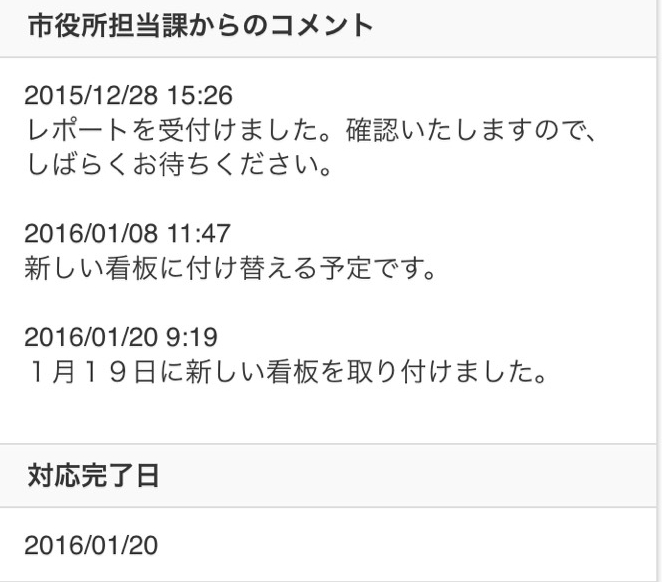 市役所担当課からのコメント
2015/12/28 15:26
レポートを受付けました。確認いたしますので、
しばらくお待ちください。
2016/01/08 11:47
新しい看板に付け替える予定です。
2016/01/20 9:19
１月１９日に新しい看板を取り付けました。
対応完了日
2016/01/20